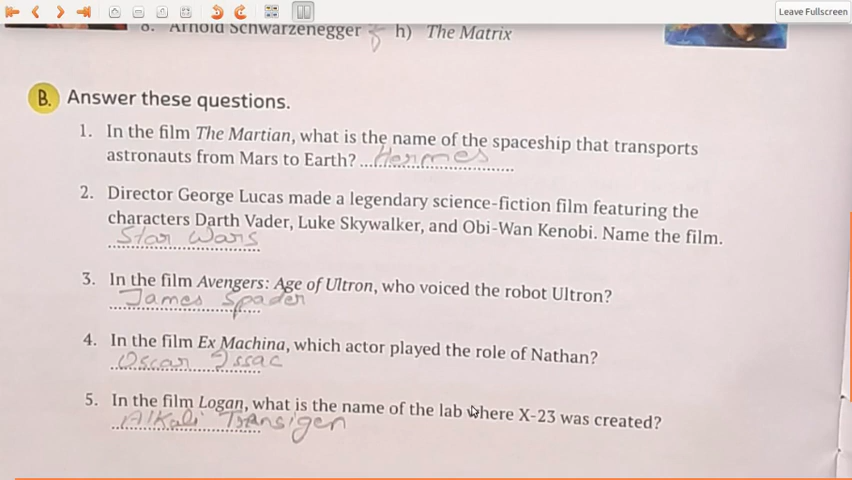 Leave Fullscreen
8. Arnold Schwarzenegger h) The Matrix
B. Answer these questions.
1. In the film The Martian, what is the name of the spaceship that transports
astronauts from Mars to Earth? Hermes
2. Director George Lucas made a legendary science-fiction film featuring the
characters Darth Vader, Luke Skywalker, and Obi-Wan Kenobi. Name the film.
Star Wars
3. In the film Avengers: Age of Ultron, who voiced the robot Ultron?
James Spader
4. In the film Ex Machina, which actor played the role of Nathan?
Oscar Issac
5. In the film Logan, what is the name of the lab where X-23 was created?
Alkali Transigen